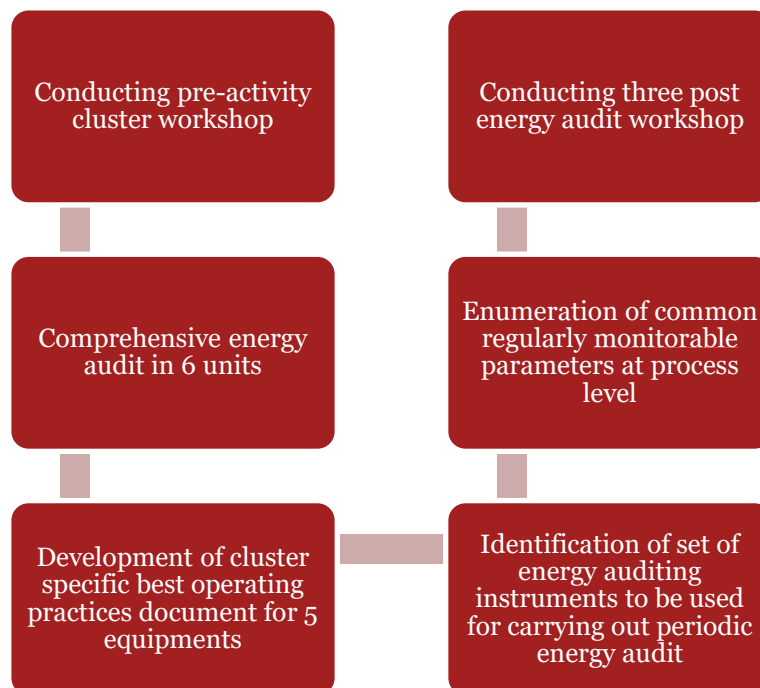 Conducting pre-activity
cluster workshop
Comprehensive energy
audit in 6 units
Development of cluster
specific best operating
practices document for 5
equipments
Identification of set of
energy auditing
instruments to be used
for carrying out periodic
energy audit
Enumeration of common
regularly monitorable
parameters at process
level
Conducting three post
energy audit workshop